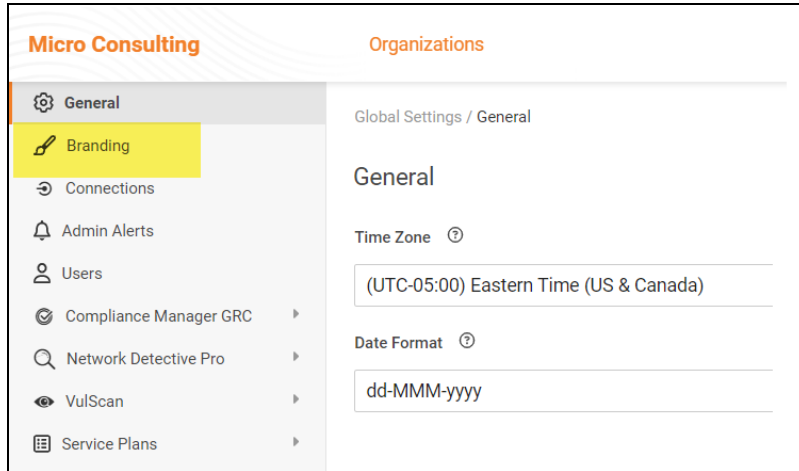 Micro Consulting
Organizations
General
Branding
Connections
Admin Alerts
Users
Compliance Manager GRC
Network Detective Pro
VulScan
Service Plans
Global Settings / General
General
Time Zone
(UTC-05:00) Eastern Time (US & Canada)
Date Format
dd-MMM-yyyy